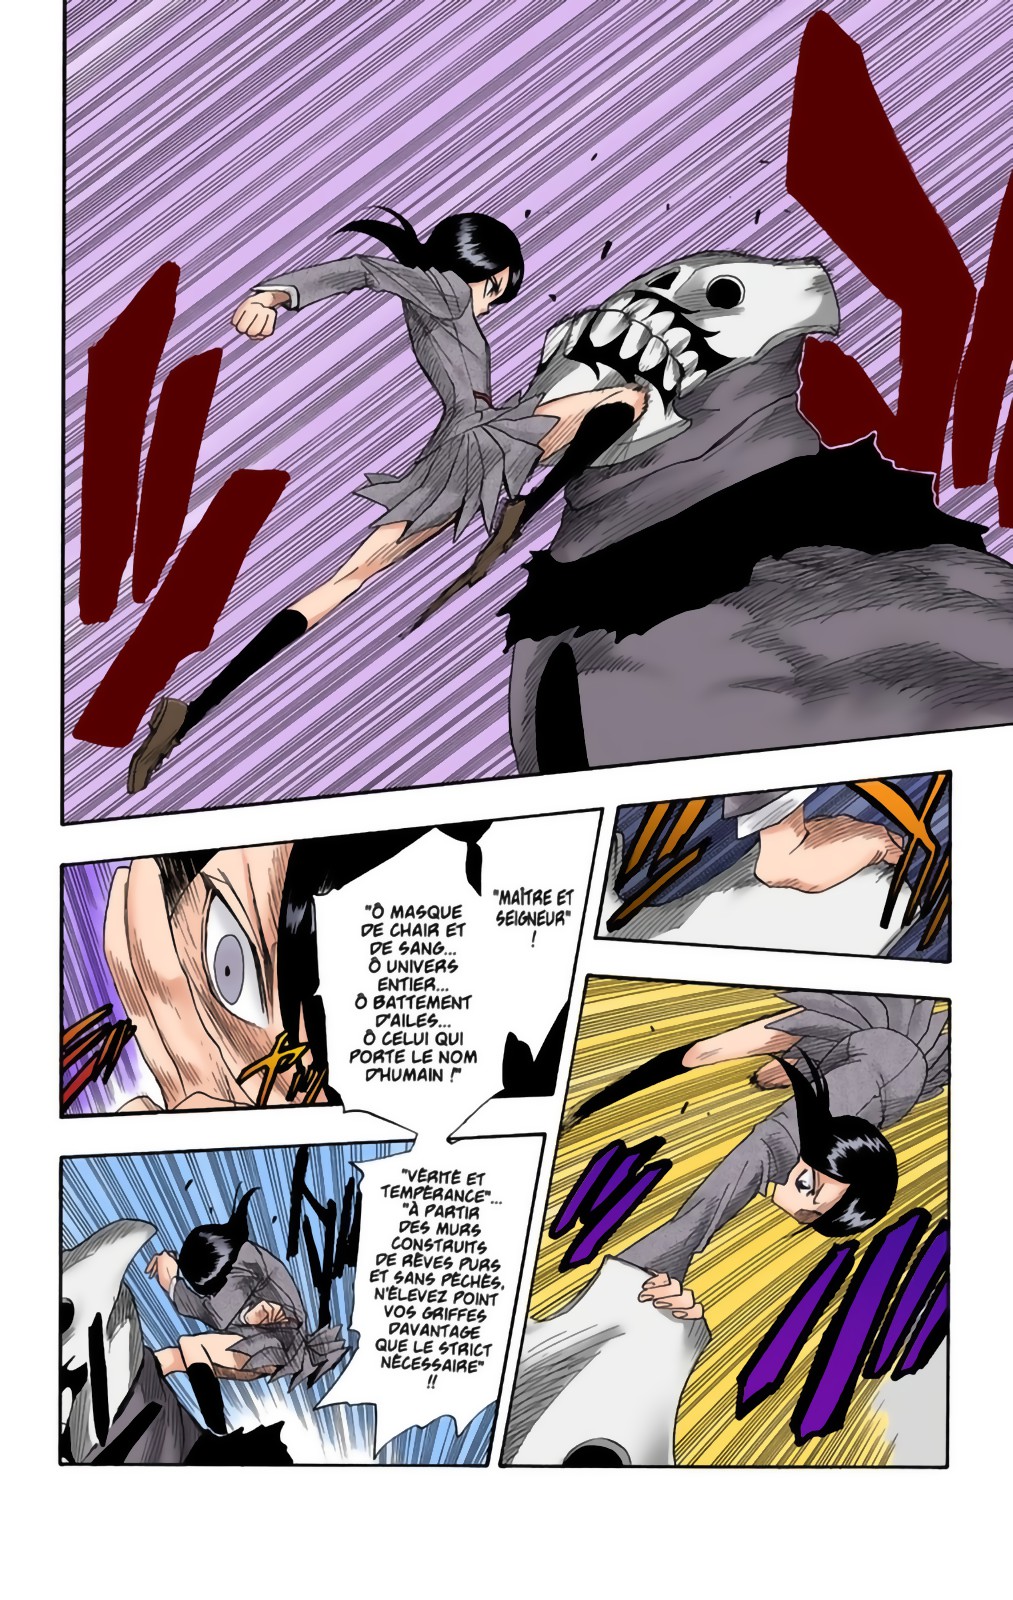 "MAÎTRE ET
SEIGNEUR"
!
"Ô MASQUE
DE CHAIR ET
DE SANG...
Ô UNIVERS
ENTIER...
Ô BATTEMENT
D'AILES...
Ô CELUI QUI
PORTE LE NOM
D'HUMAIN !"
"VÉRITÉ ET
TEMPÉRANCE"...
"À PARTIR
DES MURS
CONSTRUITS
DE RÊVES PURS
ET SANS PÉCHÉS,
N'ÉLEVEZ POINT
VOS GRIFFES
DAVANTAGE
QUE LE STRICT
NÉCESSAIRE"
!!